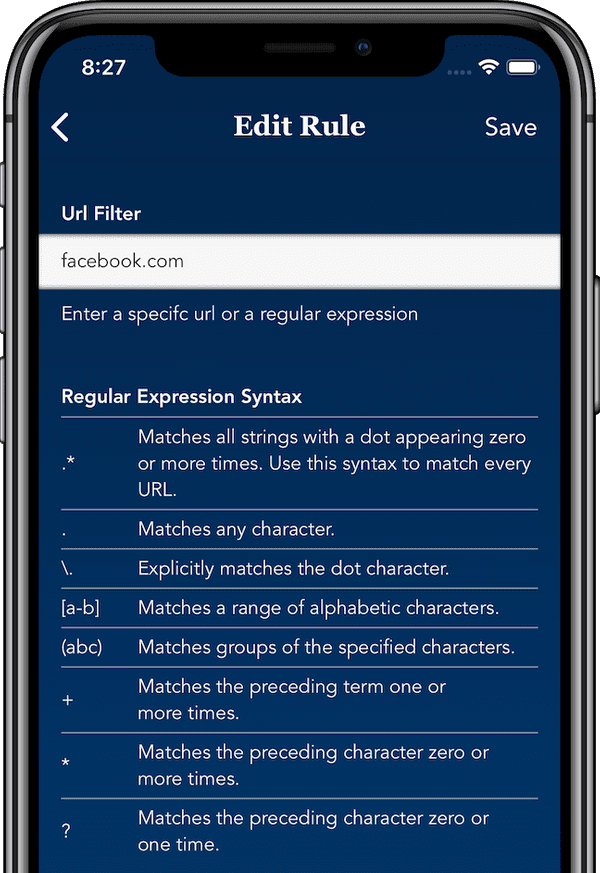 8:27
Edit Rule
Save
Url Filter
facebook.com
Enter a specifc url or a regular expression
Regular Expression Syntax
.*
Matches all strings with a dot appearing zero
or more times. Use this syntax to match every
URL.
. Matches any character.
\. Explicitly matches the dot character.
[a-b] Matches a range of alphabetic characters.
(abc) Matches groups of the specified characters.
+
Matches the preceding term one or
more times.
*
Matches the preceding character zero or
more times.
?
Matches the preceding character zero or
one time.